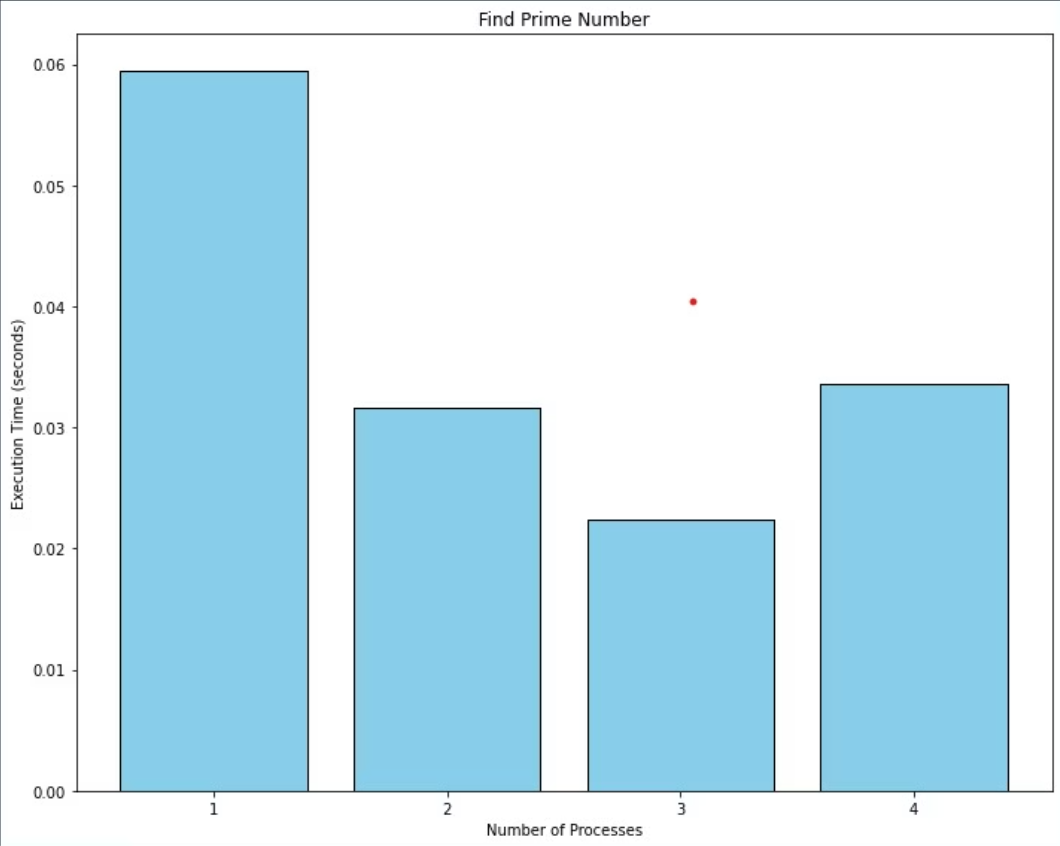 Find Prime Number
0.06
0.05
0.04
0.03
0.02
0.01
0.00
Execution Time (seconds)
1 2 3 4
Number of Processes